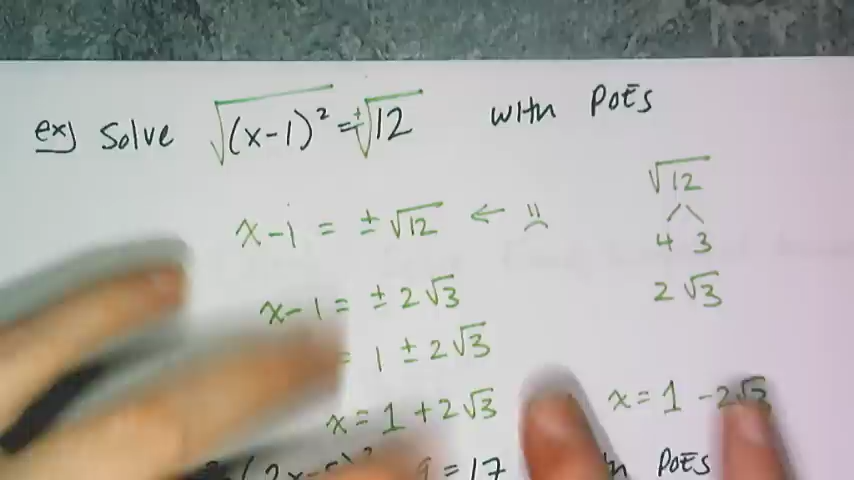 ex) Solve √(x-1)² = ±√12 with PoEs
x-1 = ±√12 ←
√12
4 3
2√3
x-1 = ± 2√3
= 1 ± 2√3
x = 1 + 2√3
x = 1 - 2√3
= 17 PoEs